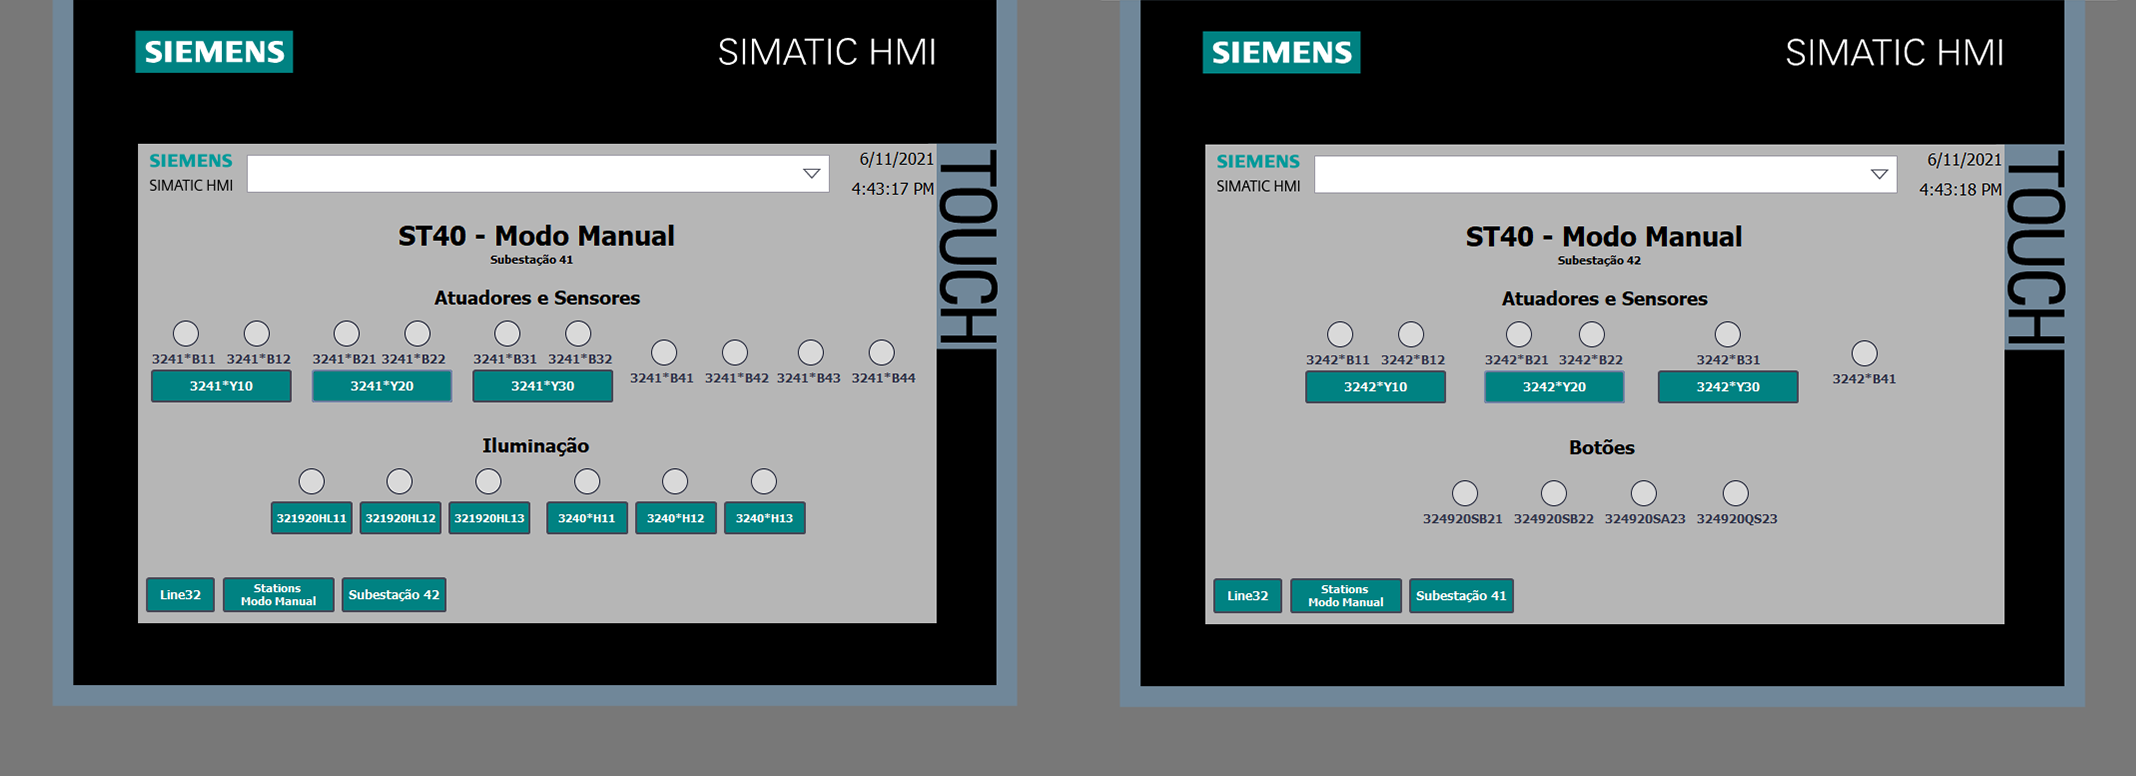 SIEMENS
SIMATIC HMI
SIEMENS
SIMATIC HMI
6/11/2021
4:43:17 PM
TOUCH
ST40 - Modo Manual
Subestação 41
Atuadores e Sensores
3241*B11 3241*B12 3241*B21 3241*B22 3241*B31 3241*B32
3241*B41 3241*B42 3241*B43 3241*B44
3241*Y10 3241*Y20 3241*Y30
Iluminação
321920HL11 321920HL12 321920HL13 3240*H11 3240*H12 3240*H13
Line32
Stations
Modo Manual
Subestação 42
SIEMENS
SIMATIC HMI
SIEMENS
SIMATIC HMI
6/11/2021
4:43:18 PM
TOUCH
ST40 - Modo Manual
Subestação 42
Atuadores e Sensores
3242*B11 3242*B12 3242*B21 3242*B22 3242*B31
3242*B41
3242*Y10 3242*Y20 3242*Y30
Botões
324920SB21 324920SB22 324920SA23 324920QS23
Line32
Stations
Modo Manual
Subestação 41